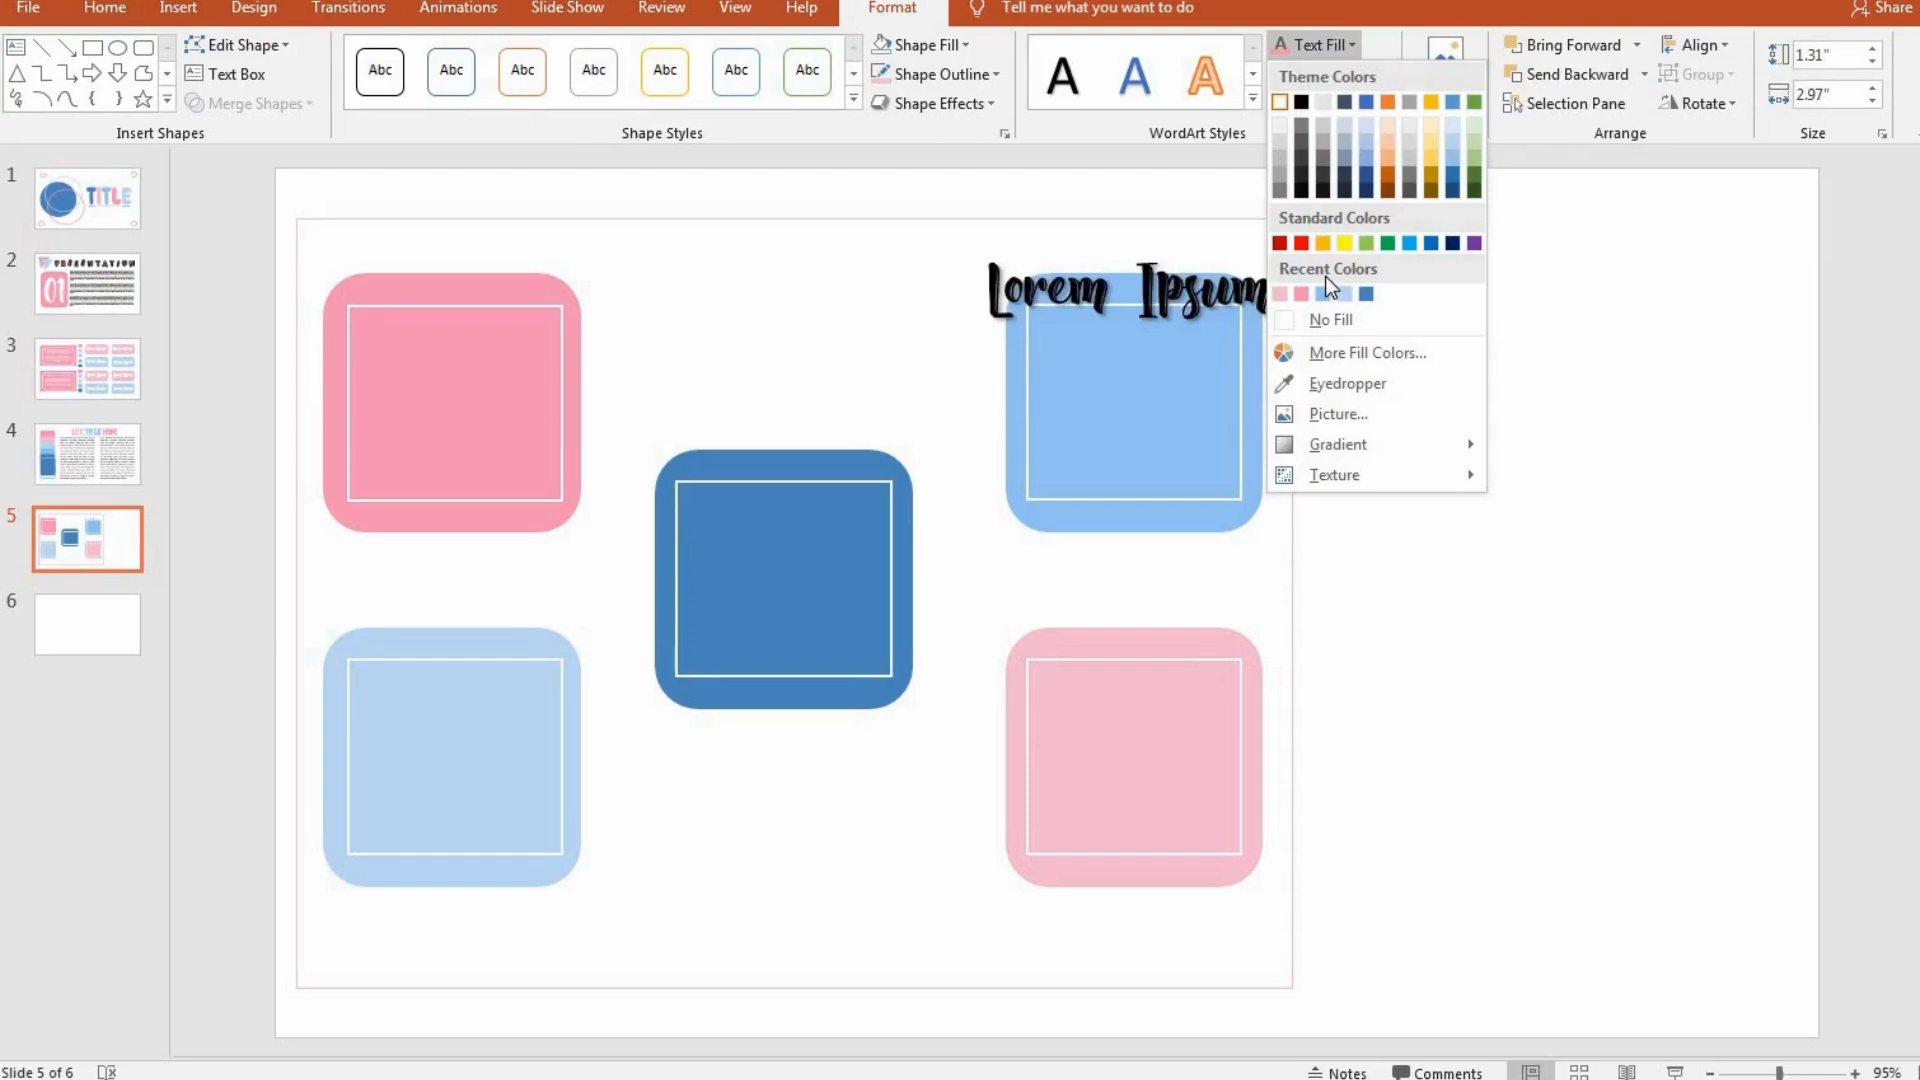 File Home Insert Design Transitions Animations Slide Show Review View Help Format Tell me what you want to do Share
Edit Shape
Text Box
Merge Shapes
Insert Shapes
Abc Abc Abc Abc Abc Abc Abc
Shape Fill
Shape Outline
Shape Effects
Shape Styles
A A A
WordArt Styles
A Text Fill
Theme Colors
Standard Colors
Recent Colors
No Fill
More Fill Colors...
Eyedropper
Picture...
Gradient
Texture
Bring Forward
Send Backward
Selection Pane
Align
Group
Rotate
Arrange
1.31"
2.97"
Size
1
TITLE
2
PRESENTATION
01
3
4
5
6
Lorem Ipsum
Slide 5 of 6
Notes
Comments
95%